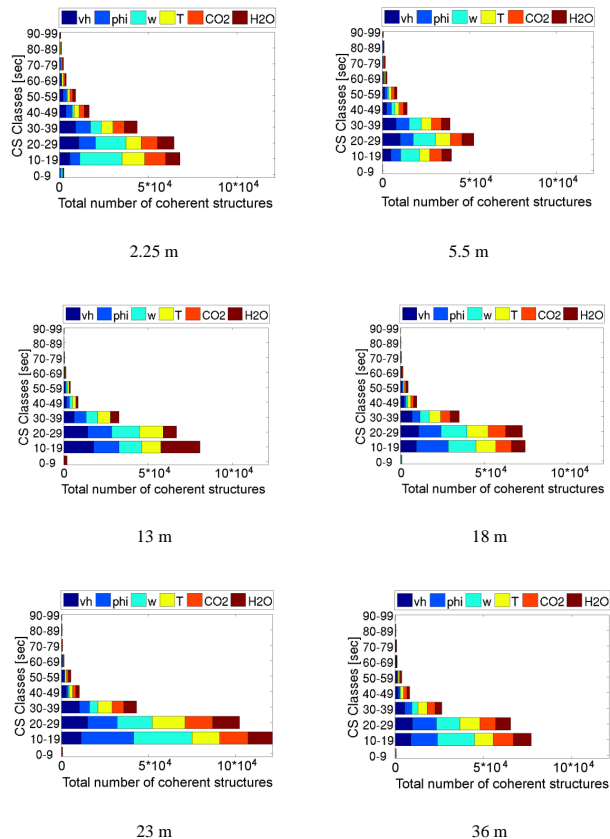 vh phi w T CO2 H2O
CS Classes [sec]
90-99
80-89
70-79
60-69
50-59
40-49
30-39
20-29
10-19
0-9
0 5*10^4 10^4
Total number of coherent structures
2.25 m
vh phi w T CO2 H2O
CS Classes [sec]
90-99
80-89
70-79
60-69
50-59
40-49
30-39
20-29
10-19
0-9
0 5*10^4 10^4
Total number of coherent structures
5.5 m
vh phi w T CO2 H2O
CS Classes [sec]
90-99
80-89
70-79
60-69
50-59
40-49
30-39
20-29
10-19
0-9
0 5*10^4 10^4
Total number of coherent structures
13 m
vh phi w T CO2 H2O
CS Classes [sec]
90-99
80-89
70-79
60-69
50-59
40-49
30-39
20-29
10-19
0-9
0 5*10^4 10^4
Total number of coherent structures
18 m
vh phi w T CO2 H2O
CS Classes [sec]
90-99
80-89
70-79
60-69
50-59
40-49
30-39
20-29
10-19
0-9
0 5*10^4 10^4
Total number of coherent structures
23 m
vh phi w T CO2 H2O
CS Classes [sec]
90-99
80-89
70-79
60-69
50-59
40-49
30-39
20-29
10-19
0-9
0 5*10^4 10^4
Total number of coherent structures
36 m